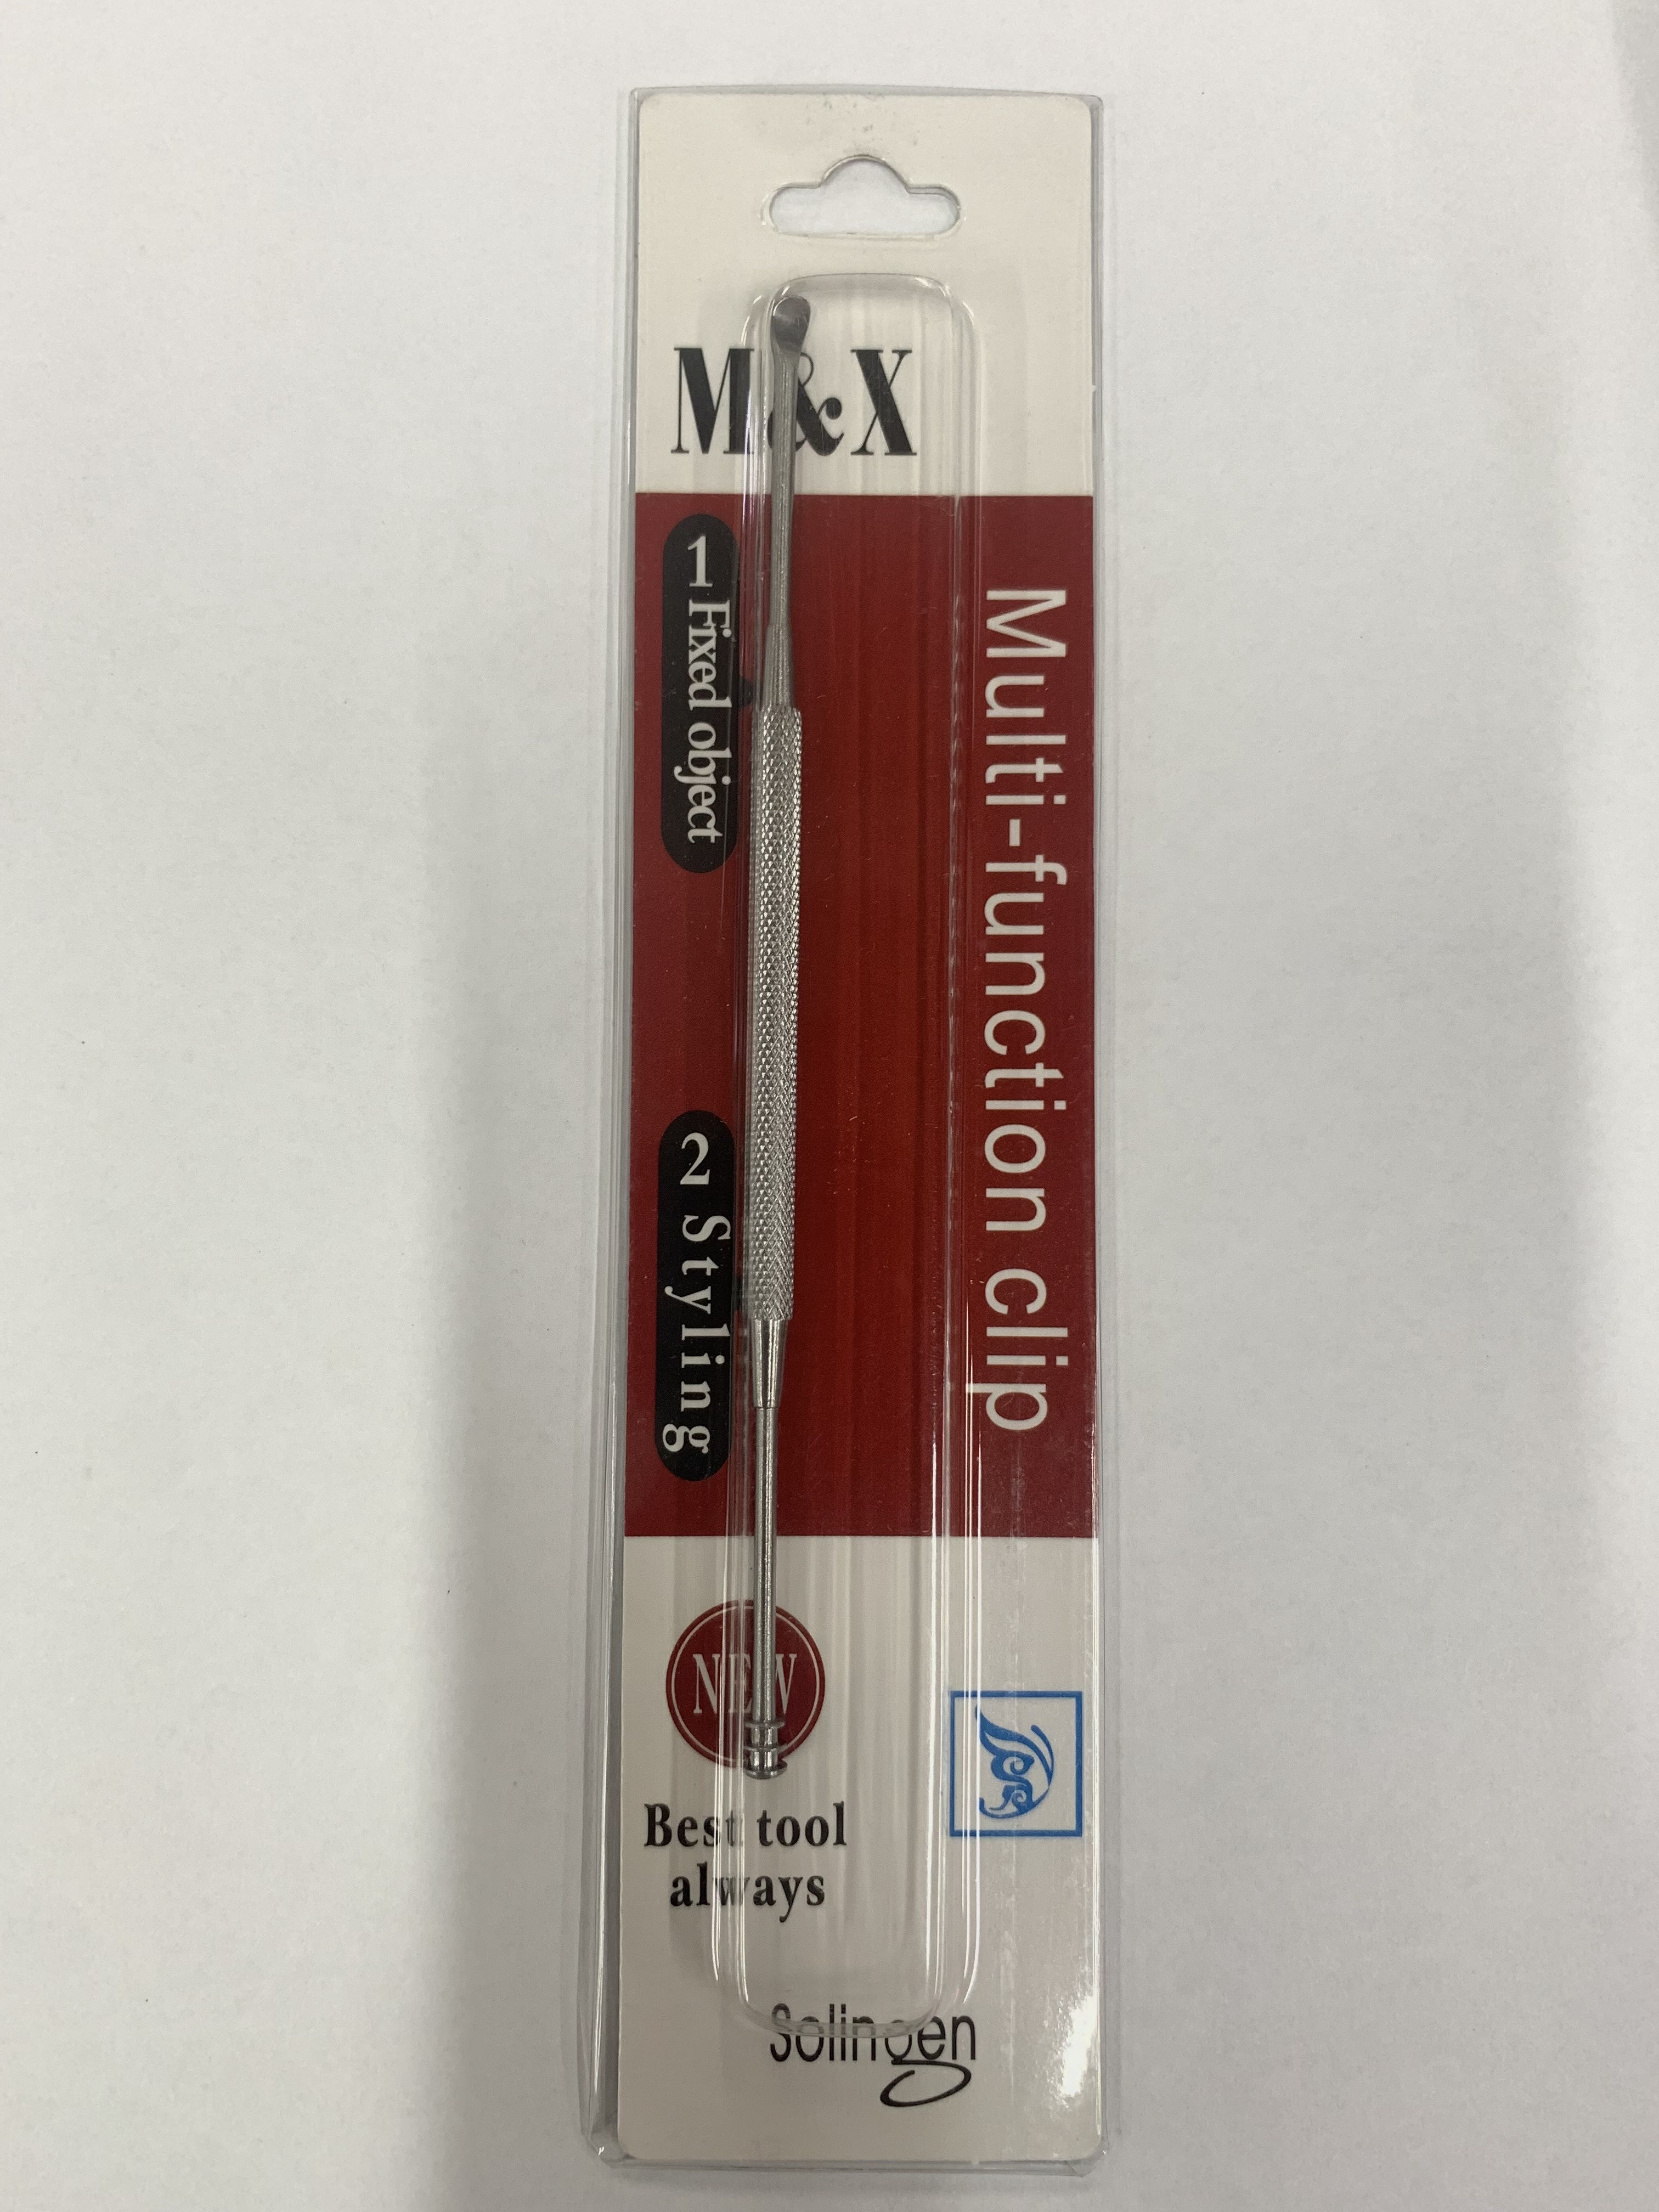 M&X
Multi-function clip
1 Fixed object
2 Styling
NEW
Best tool
always
Solingen